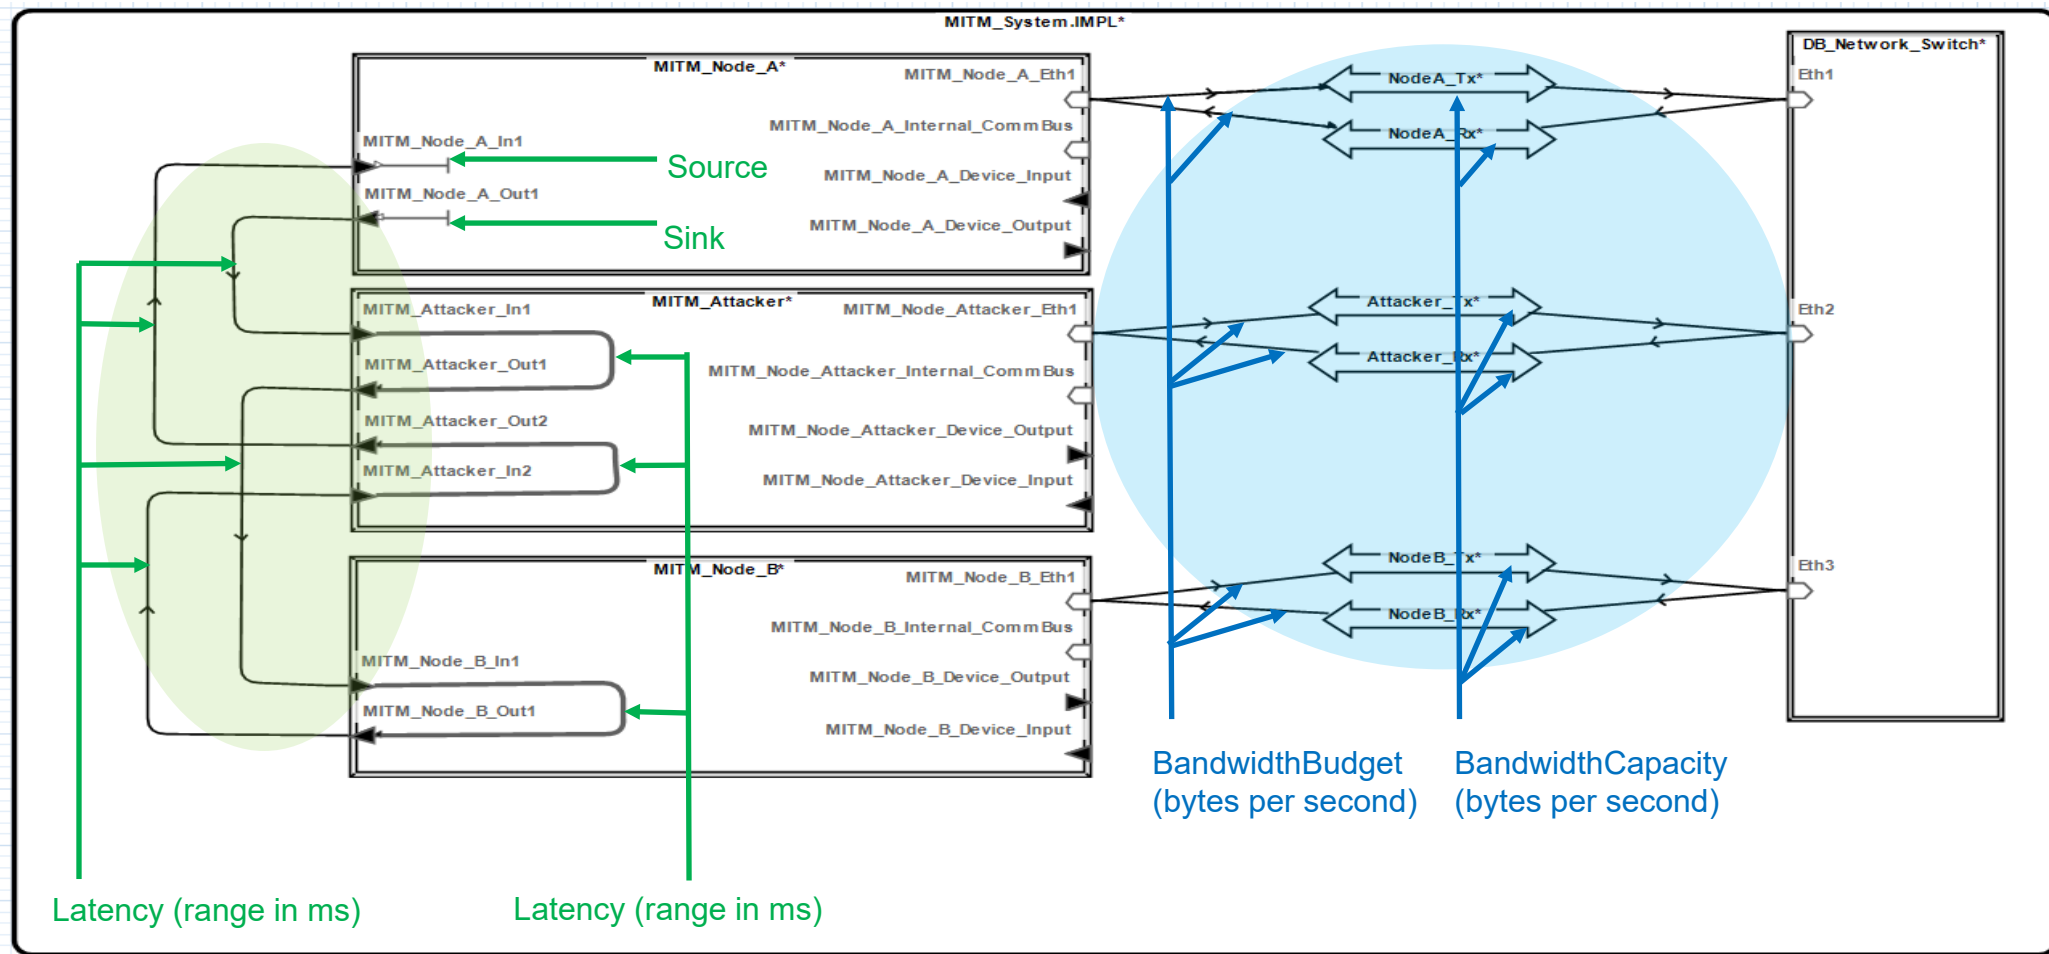 MITM_System.IMPL*
MITM_Node_A*
MITM_Node_A_Eth1
MITM_Node_A_Internal_CommBus
MITM_Node_A_In1
Source
MITM_Node_A_Device_Input
MITM_Node_A_Out1
MITM_Node_A_Device_Output
Sink
MITM_Attacker*
MITM_Attacker_In1
MITM_Node_Attacker_Eth1
MITM_Attacker_Out1
MITM_Node_Attacker_Internal_CommBus
MITM_Attacker_Out2
MITM_Node_Attacker_Device_Output
MITM_Attacker_In2
MITM_Node_Attacker_Device_Input
MITM_Node_B*
MITM_Node_B_Eth1
MITM_Node_B_Internal_CommBus
MITM_Node_B_In1
MITM_Node_B_Device_Output
MITM_Node_B_Out1
MITM_Node_B_Device_Input
NodeA_Tx*
NodeA_Rx*
Attacker_Tx*
Attacker_Rx*
NodeB_Tx*
NodeB_Rx*
DB_Network_Switch*
Eth1
Eth2
Eth3
BandwidthBudget
(bytes per second)
BandwidthCapacity
(bytes per second)
Latency (range in ms)
Latency (range in ms)